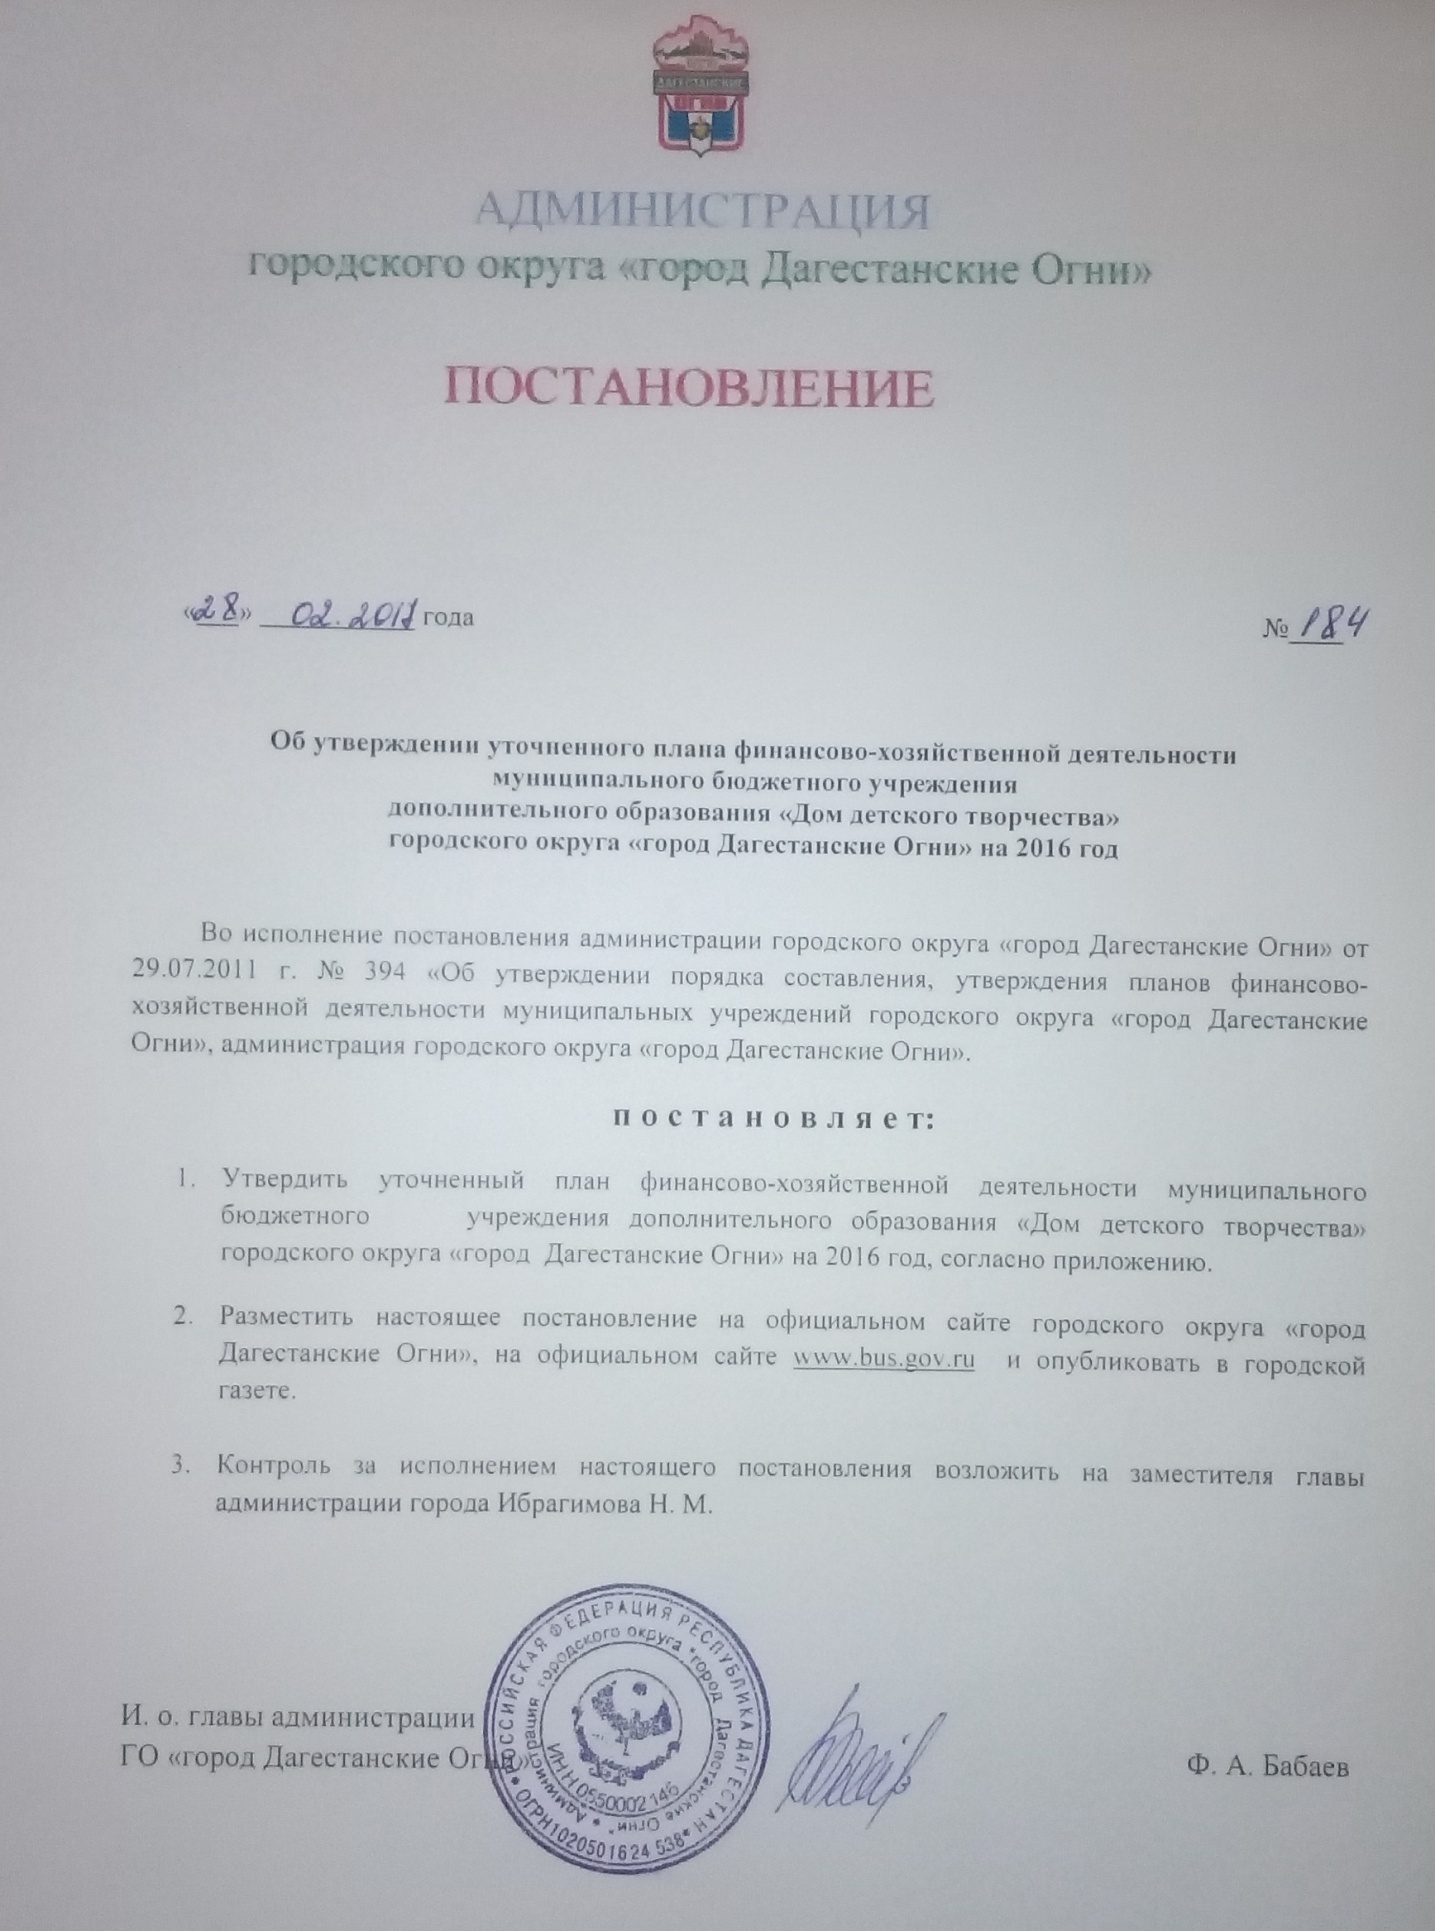 ДАГЕСТАНСКИЕ
ОГНИ
АДМИНИСТРАЦИЯ
городского округа «город Дагестанские Огни»
ПОСТАНОВЛЕНИЕ
«28» 02.2017 года
№ 184
Об утверждении уточненного плана финансово-хозяйственной деятельности
муниципального бюджетного учреждения
дополнительного образования «Дом детского творчества»
городского округа «город Дагестанские Огни» на 2016 год
Во исполнение постановления администрации городского округа «город Дагестанские Огни» от
29.07.2011 г. № 394 «Об утверждении порядка составления, утверждения планов финансово-
хозяйственной деятельности муниципальных учреждений городского округа «город Дагестанские
Огни», администрация городского округа «город Дагестанские Огни».
п о с т а н о в л я е т:
1. Утвердить уточненный план финансово-хозяйственной деятельности муниципального
бюджетного учреждения дополнительного образования «Дом детского творчества»
городского округа «город Дагестанские Огни» на 2016 год, согласно приложению.
2. Разместить настоящее постановление на официальном сайте городского округа «город
Дагестанские Огни», на официальном сайте www.bus.gov.ru и опубликовать в городской
газете.
3. Контроль за исполнением настоящего постановления возложить на заместителя главы
администрации города Ибрагимова Н. М.
И. о. главы администрации
ГО «город Дагестанские Огни»
Ф. А. Бабаев
РОССИЙСКАЯ ФЕДЕРАЦИЯ РЕСПУБЛИКА ДАГЕСТАН
ОГРН1020501624538
Администрация городского округа "город Дагестанские Огни"
ИНН 0550002146